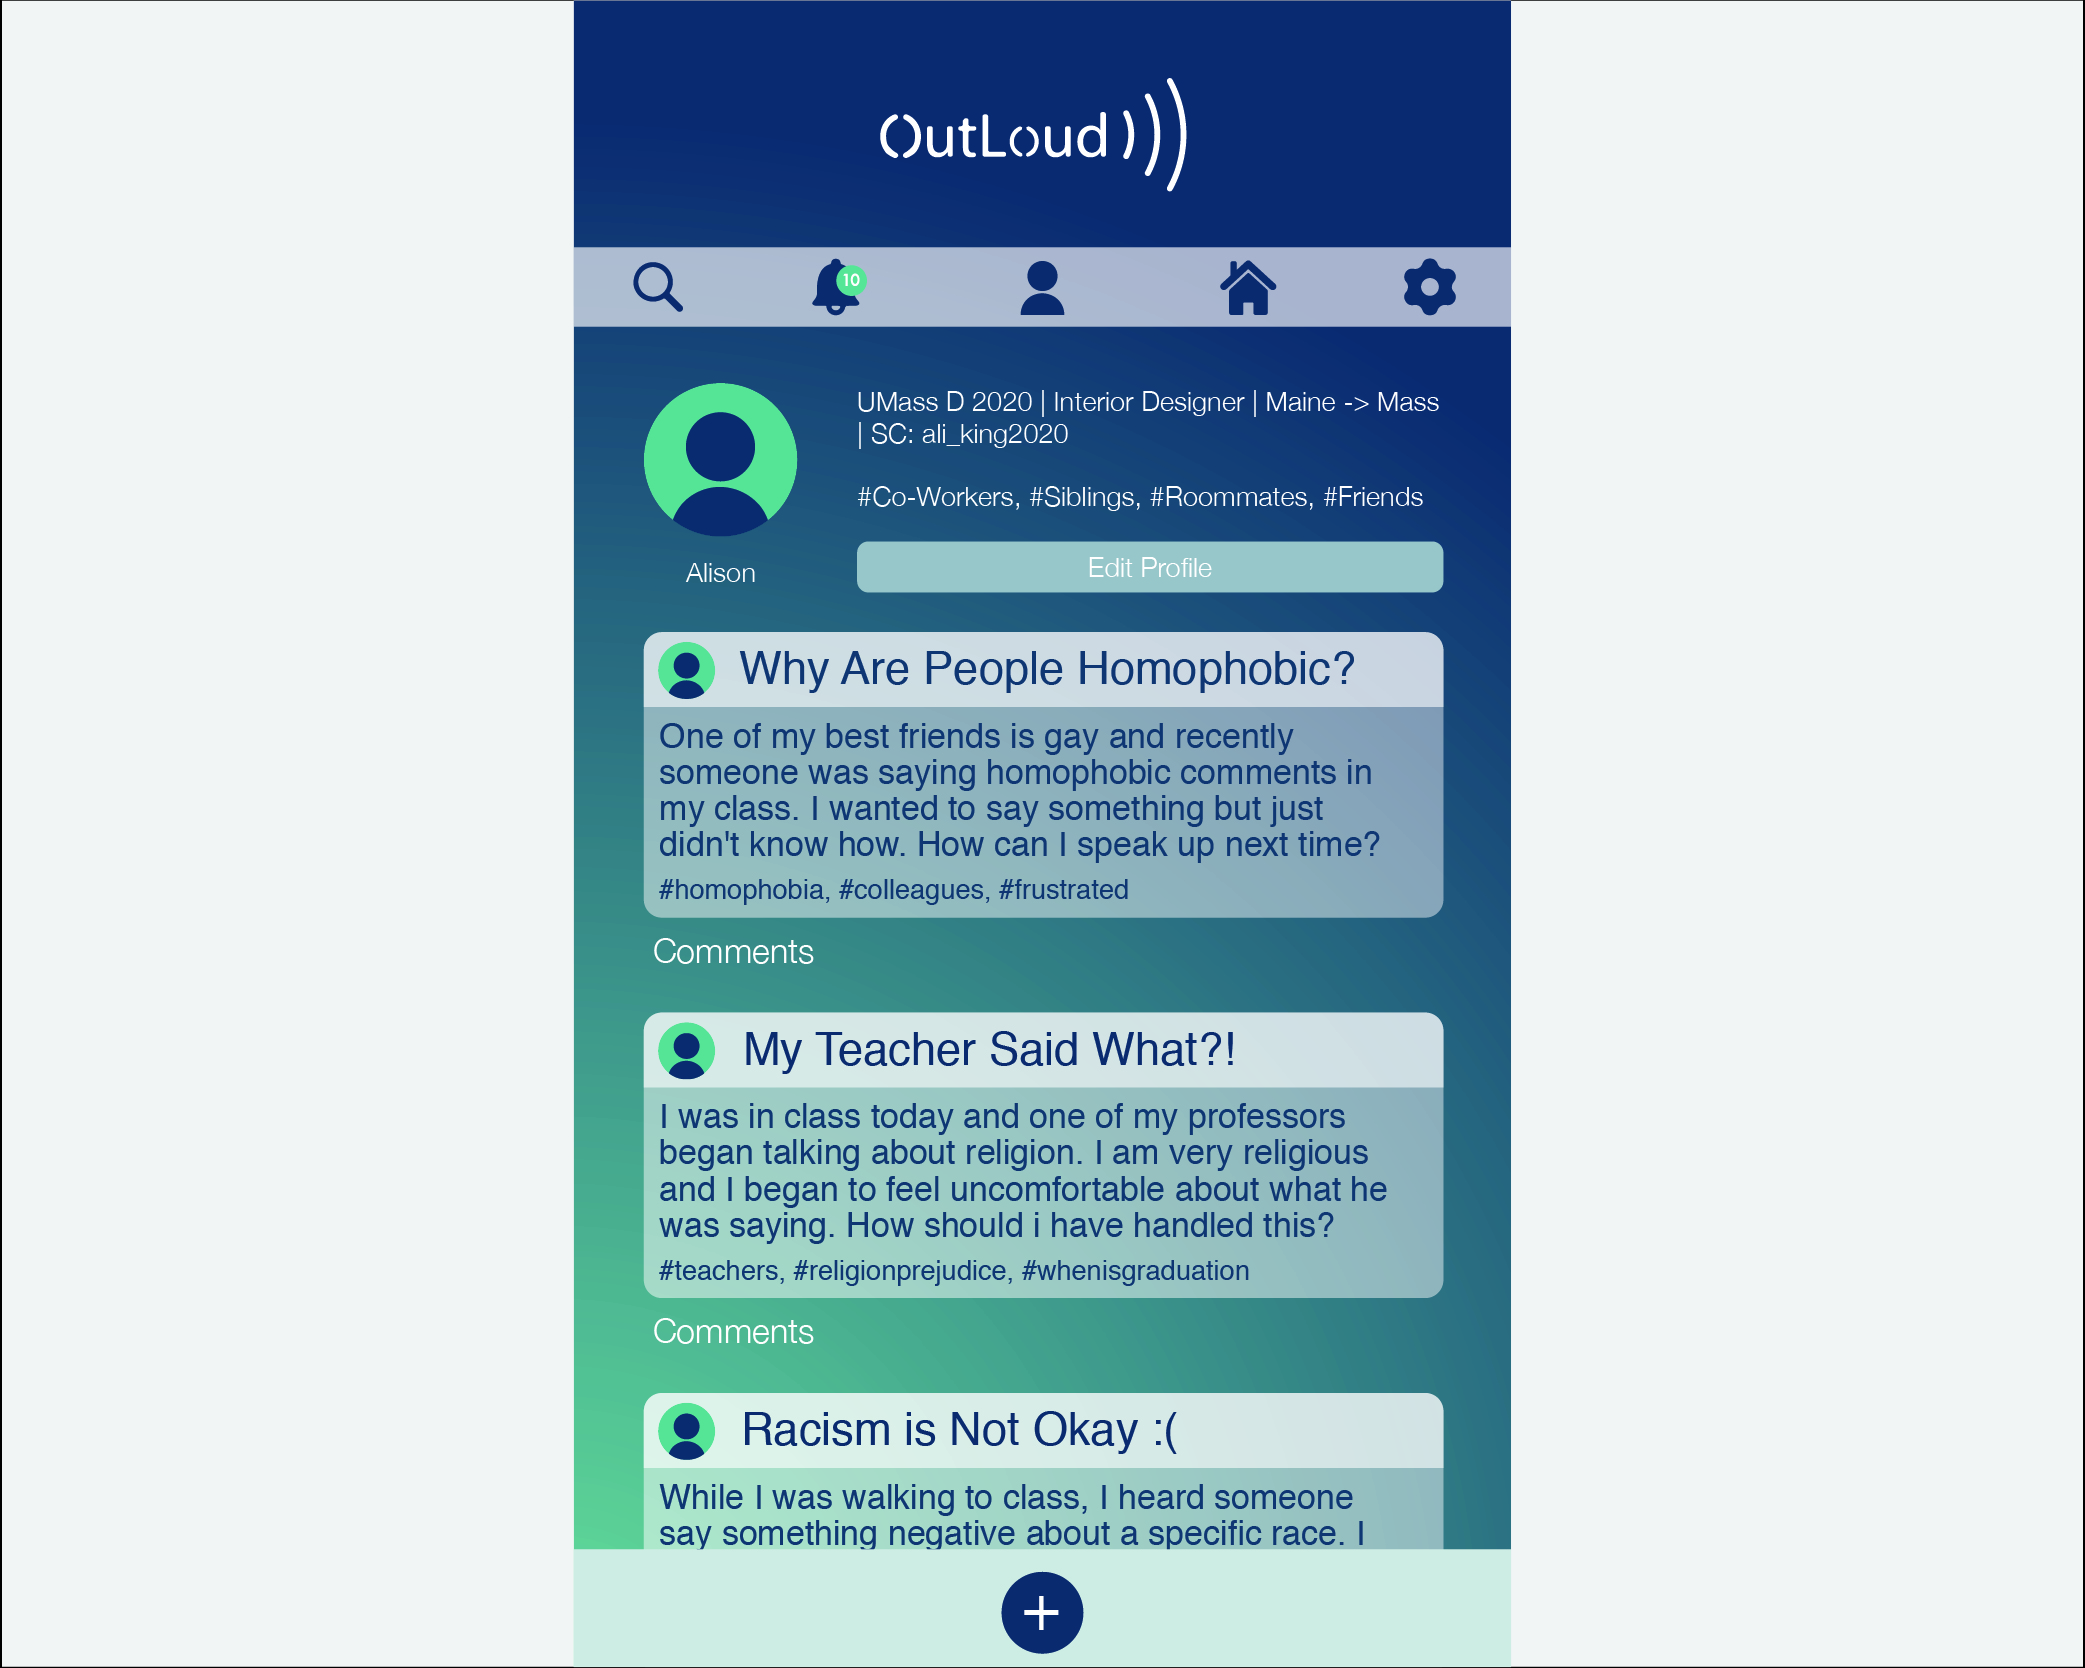 OutLoud
10
UMass D 2020 | Interior Designer | Maine -> Mass
| SC: ali_king2020
#Co-Workers, #Siblings, #Roommates, #Friends
Alison
Edit Profile
Why Are People Homophobic?
One of my best friends is gay and recently
someone was saying homophobic comments in
my class. I wanted to say something but just
didn't know how. How can I speak up next time?
#homophobia, #colleagues, #frustrated
Comments
My Teacher Said What?!
I was in class today and one of my professors
began talking about religion. I am very religious
and I began to feel uncomfortable about what he
was saying. How should i have handled this?
#teachers, #religionprejudice, #whenisgraduation
Comments
Racism is Not Okay :(
While I was walking to class, I heard someone
say something negative about a specific race. I